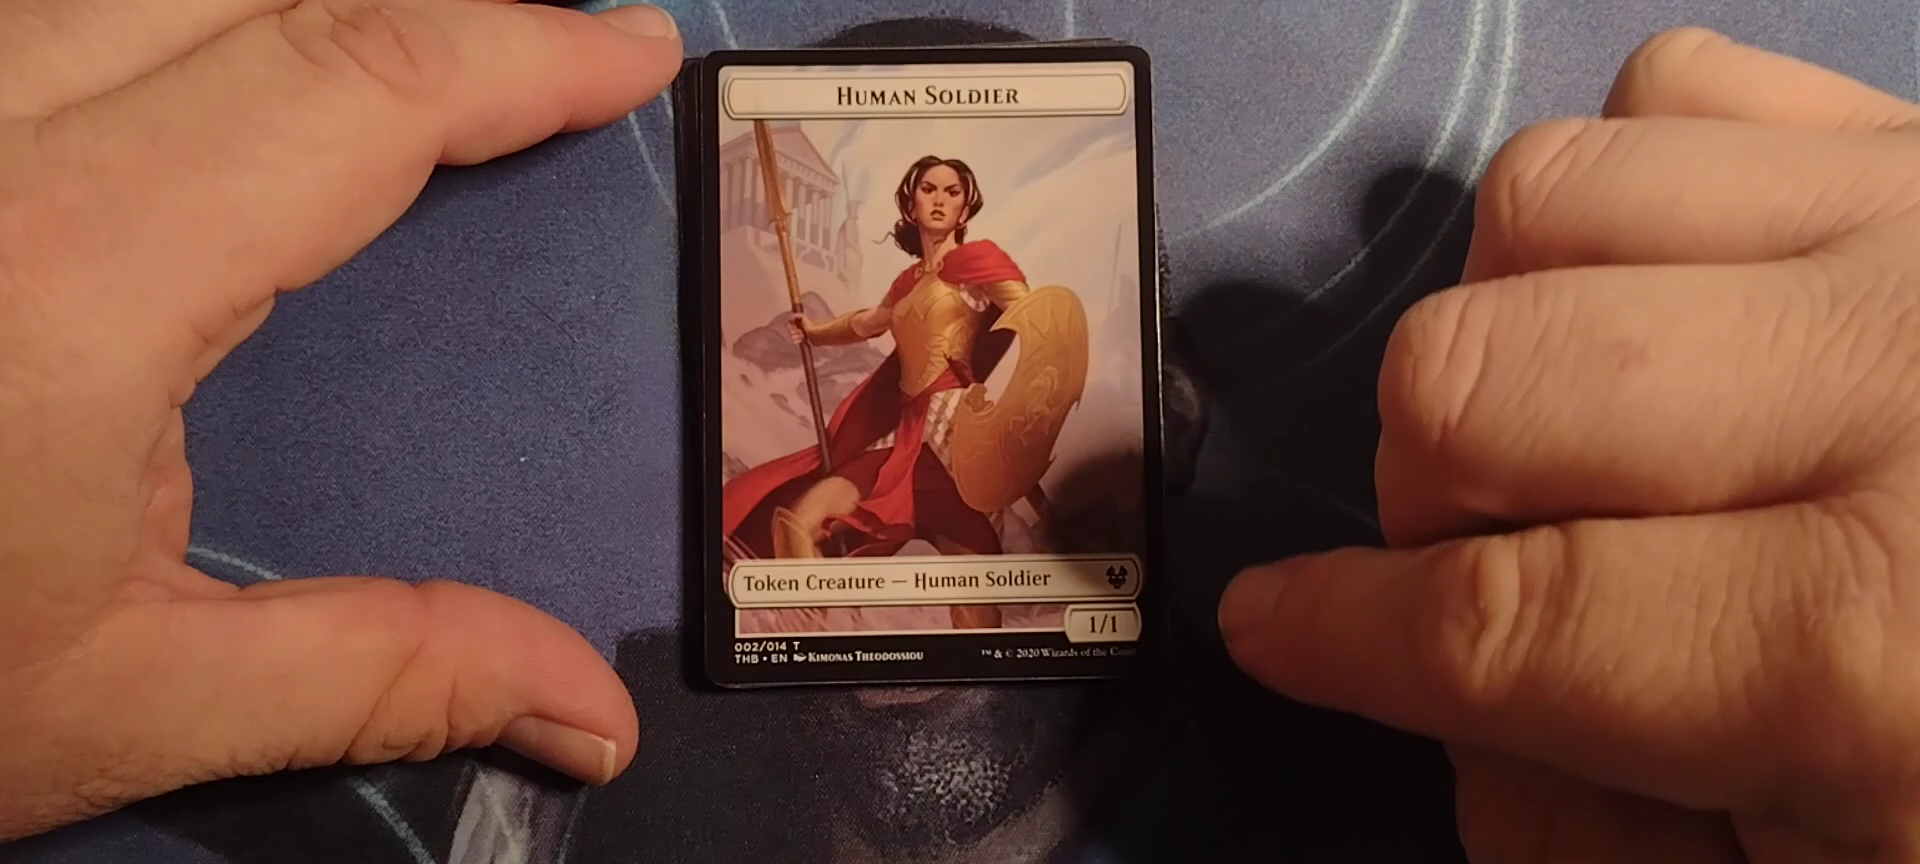 HUMAN SOLDIER
Token Creature — Human Soldier
1/1
002/014 T
THB • EN KIMONAS THEODOSSIOU
™ & © 2020 Wizards of the Coast